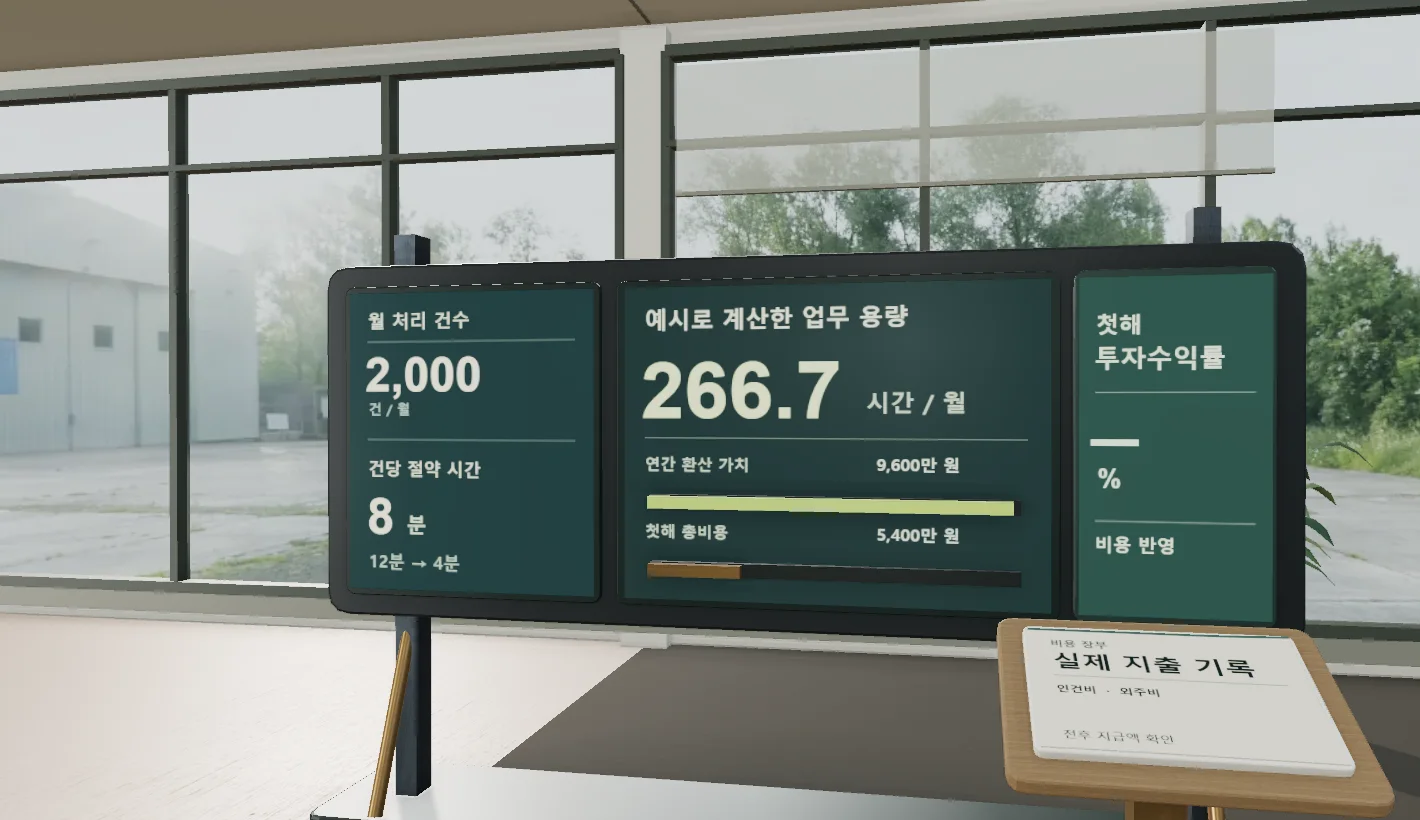 월 처리 건수
2,000
건 / 월
건당 절약 시간
8 분
12분 → 4분
예시로 계산한 업무 용량
266.7 시간 / 월
연간 환산 가치 9,600만 원
첫해 총비용 5,400만 원
첫해
투자수익률
—
%
비용 반영
비용 장부
실제 지출 기록
인건비 · 외주비
전후 지급액 확인